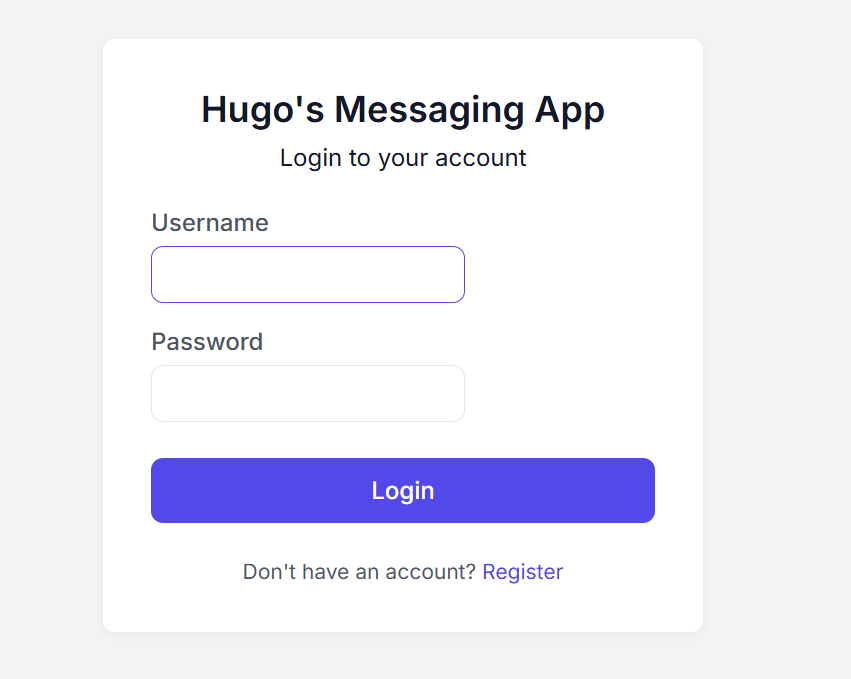 Hugo's Messaging App
Login to your account
Username
Password
Login
Don't have an account? Register